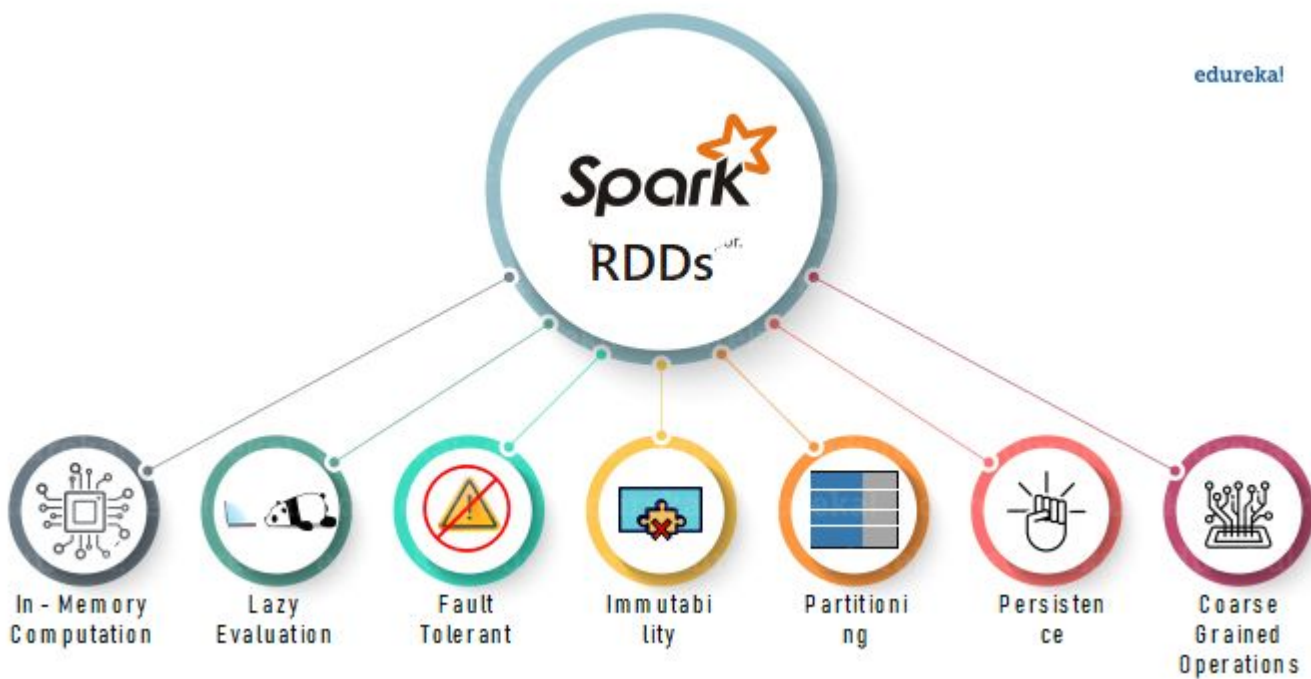 edureka!
Spark
RDDs
In - Memory
Computation
Lazy
Evaluation
Fault
Tolerant
Immutabi
lity
Partitioni
ng
Persisten
ce
Coarse
Grained
Operations